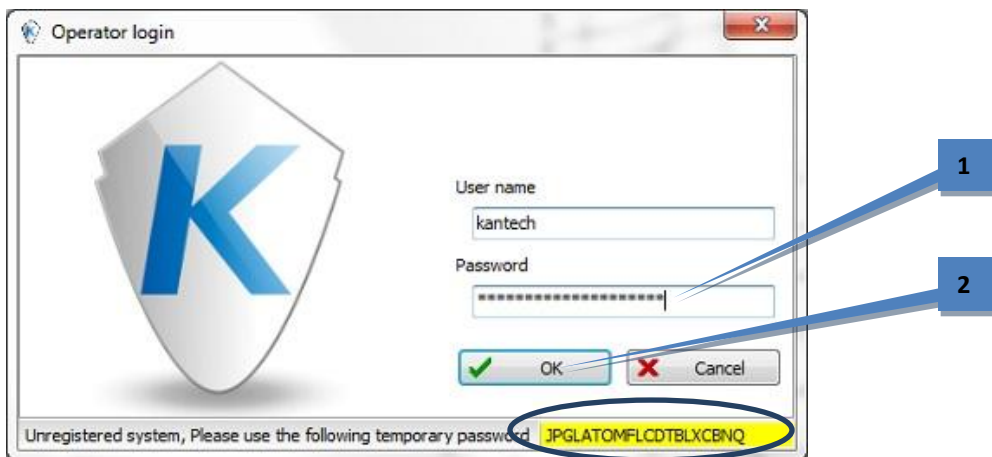 Operator login
1
User name
kantech
Password
********************
2
OK
Cancel
Unregistered system, Please use the following temporary password JPGLATOMFLCDTBLXCBNQ
K